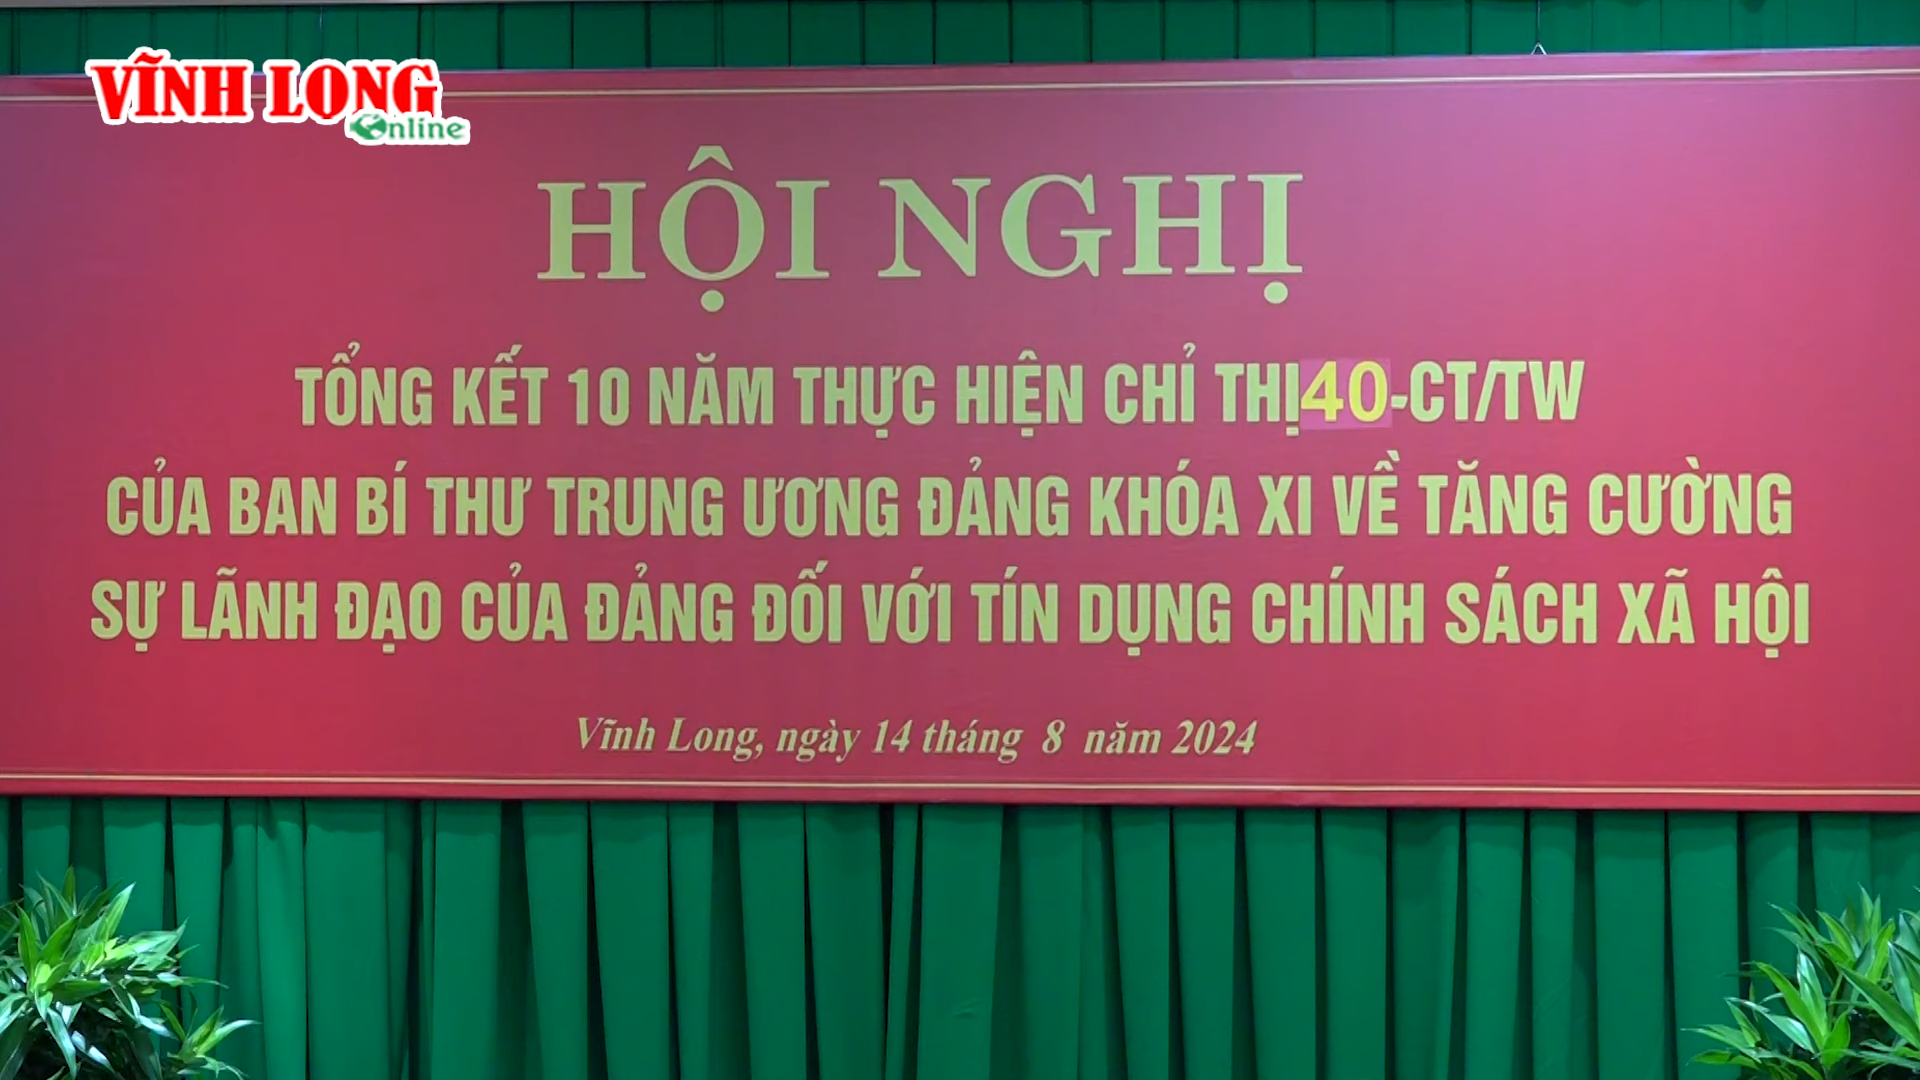 VĨNH LONG
Online
HỘI NGHỊ
TỔNG KẾT 10 NĂM THỰC HIỆN CHỈ THỊ 40-CT/TW
CỦA BAN BÍ THƯ TRUNG ƯƠNG ĐẢNG KHÓA XI VỀ TĂNG CƯỜNG
SỰ LÃNH ĐẠO CỦA ĐẢNG ĐỐI VỚI TÍN DỤNG CHÍNH SÁCH XÃ HỘI
Vĩnh Long, ngày 14 tháng 8 năm 2024